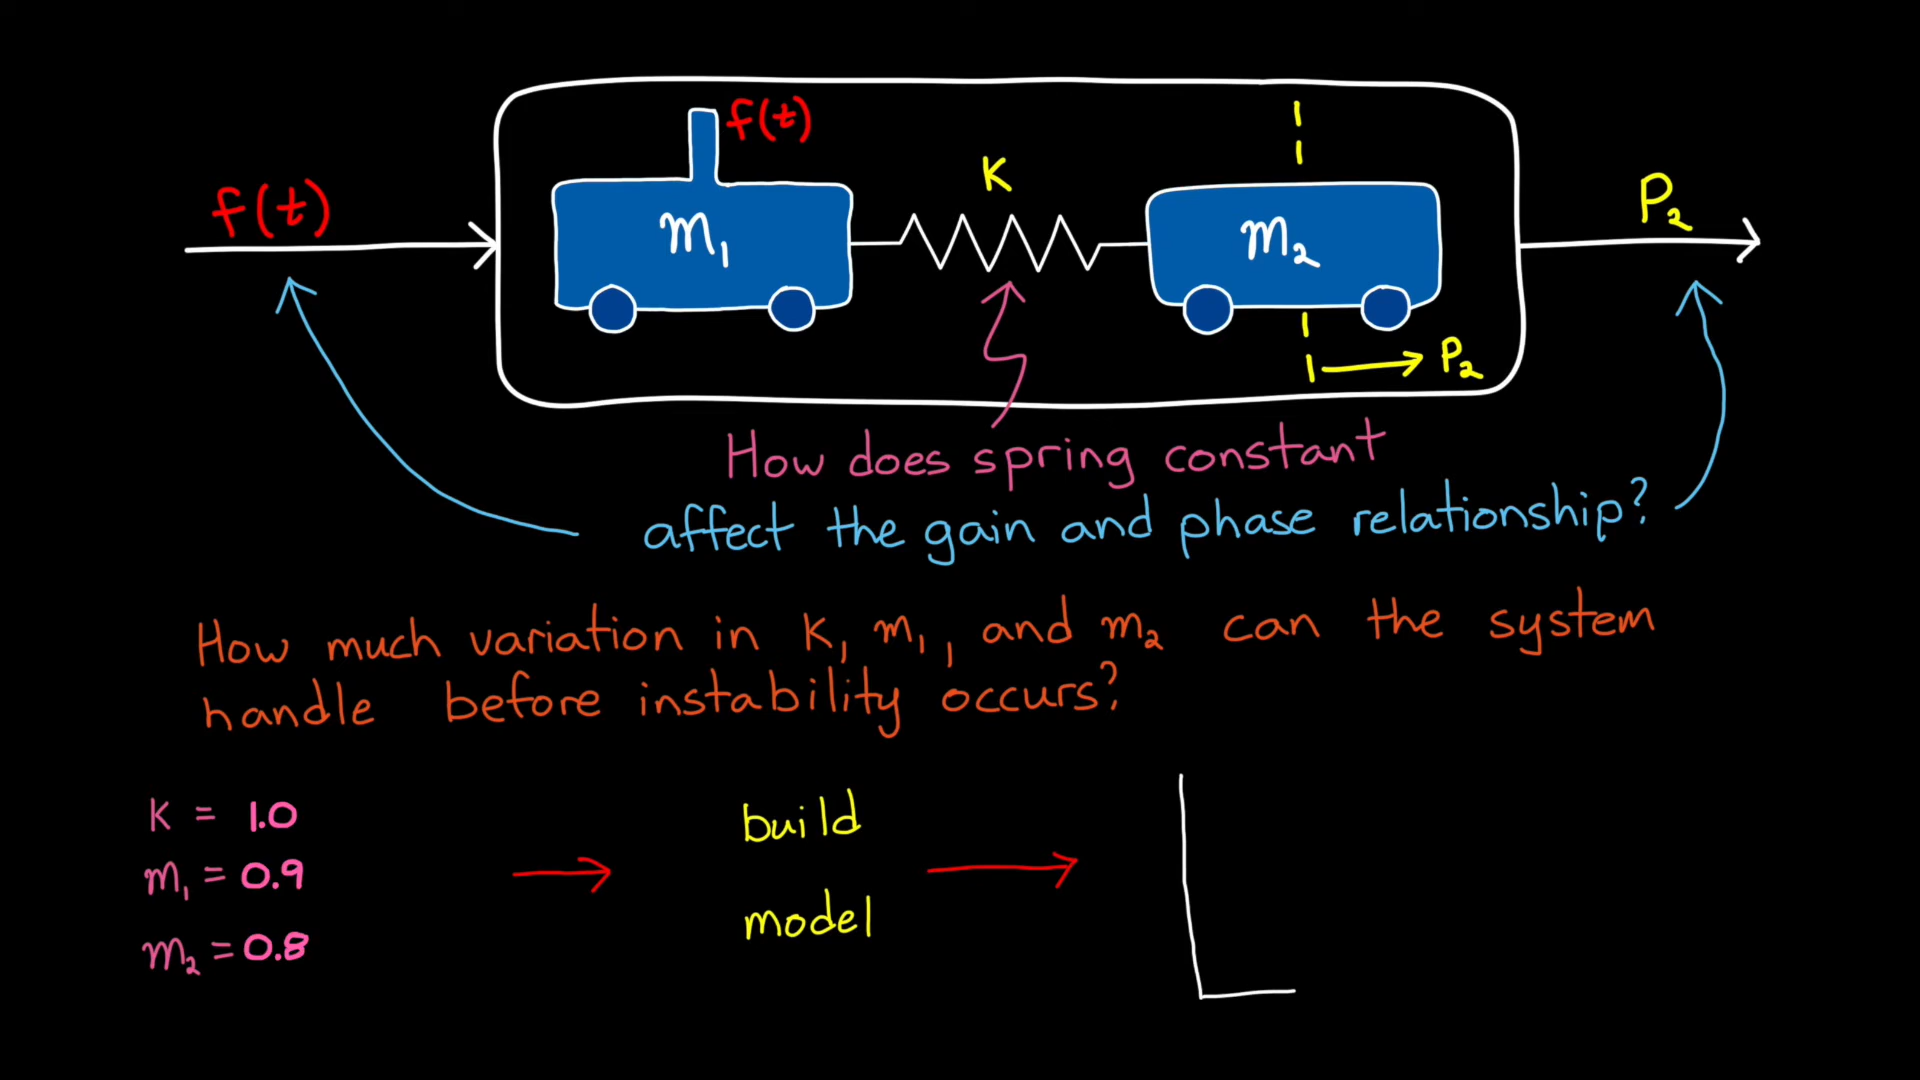 f(t)
f(t)
K
m₁
m₂
P₂
P₂
How does spring constant
affect the gain and phase relationship?
How much variation in K, m₁, and m₂ can the system
handle before instability occurs?
K = 1.0
m₁ = 0.9
m₂ = 0.8
build
model